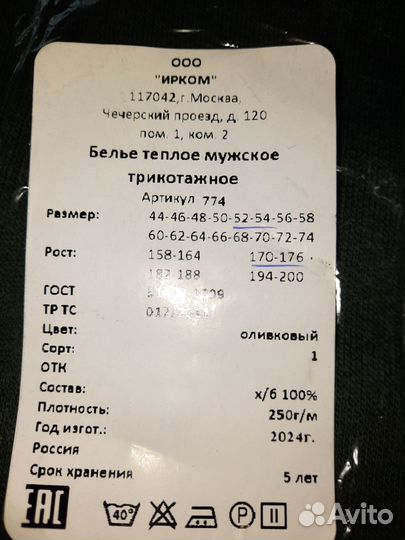 ООО
"ИРКОМ"
117042,г.Москва,
Чечерский проезд, д. 120
пом. 1, ком. 2
Белье теплое мужское
трикотажное
Артикул 774
Размер: 44-46-48-50-52-54-56-58
60-62-64-66-68-70-72-74
Рост: 158-164 170-176
182-188 194-200
ГОСТ
ТР ТС
Цвет: оливковый
Сорт: 1
ОТК
Состав: х/б 100%
Плотность: 250г/м
Год изгот.: 2024г.
Россия
Срок хранения 5 лет
EAC 40° P
Avito